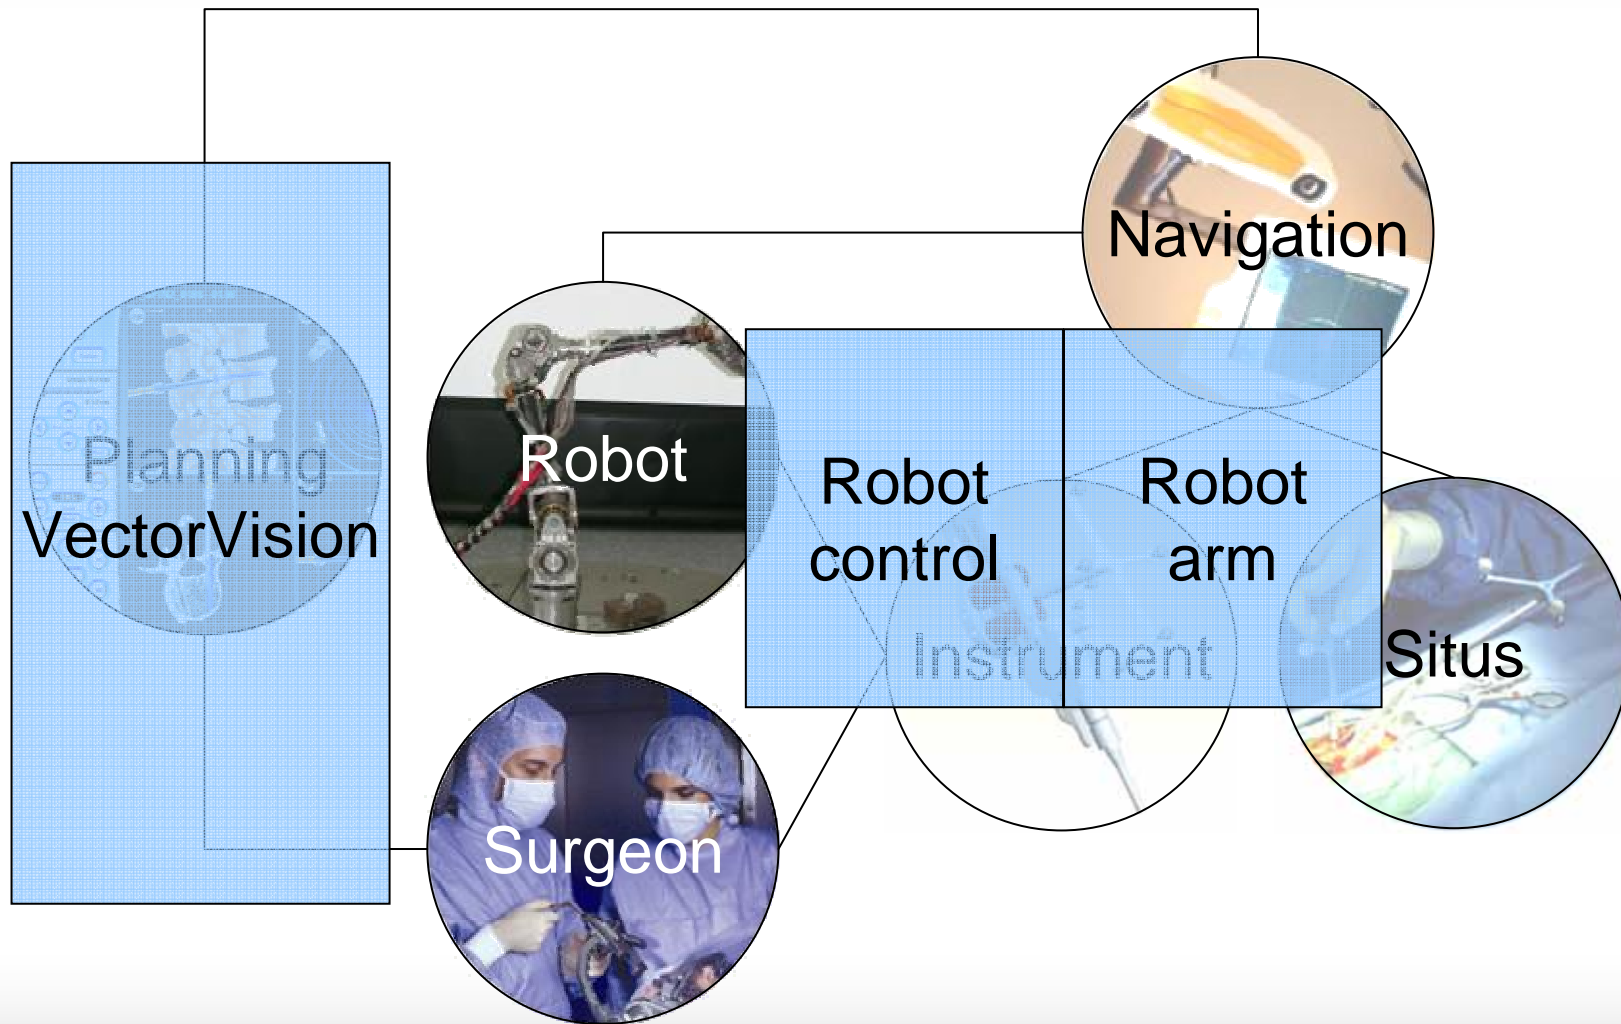 Navigation
Planning
VectorVision
Robot
Robot
control
Robot
arm
Instrument
Situs
Surgeon